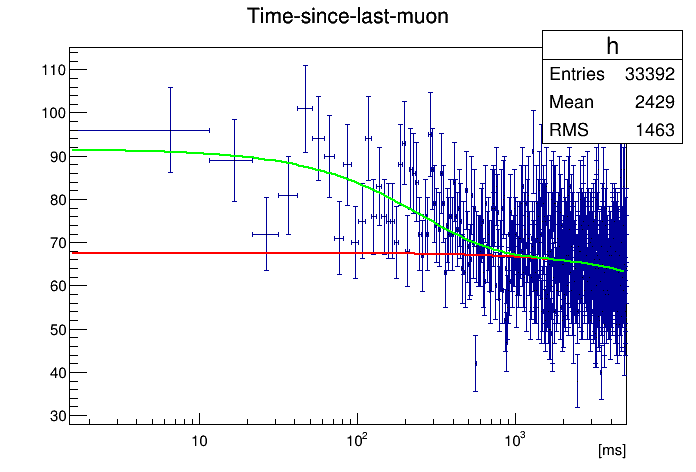 Time-since-last-muon
h
Entries 33392
Mean 2429
RMS 1463
110
100
90
80
70
60
50
40
30
10
10²
10³
[ms]